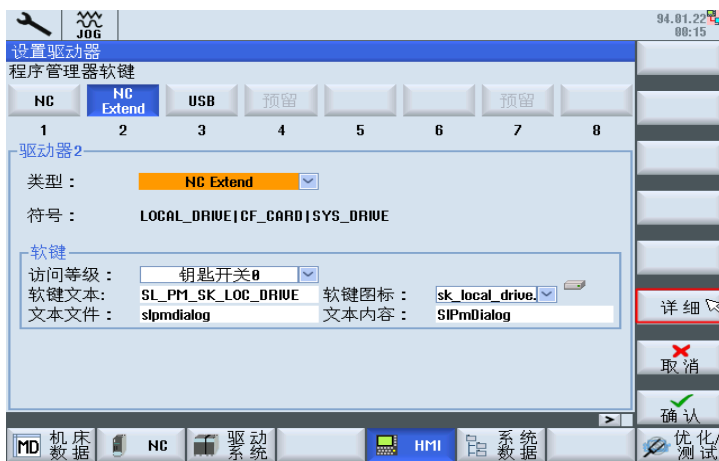 JOG
94.01.22
00:15
设置驱动器
程序管理器软键
NC
NC Extend
USB
预留
预留
1 2 3 4 5 6 7 8
驱动器2
类型：
NC Extend
符号：
LOCAL_DRIVE|CF_CARD|SYS_DRIVE
软键
访问等级：
钥匙开关0
软键文本:
SL_PM_SK_LOC_DRIVE
软键图标：
sk_local_drive.
文本文件：
slpmdialog
文本内容：
SlPmDialog
详细
取消
确认
>
MD 机床数据
NC
驱动系统
HMI
系统数据
优化/测试